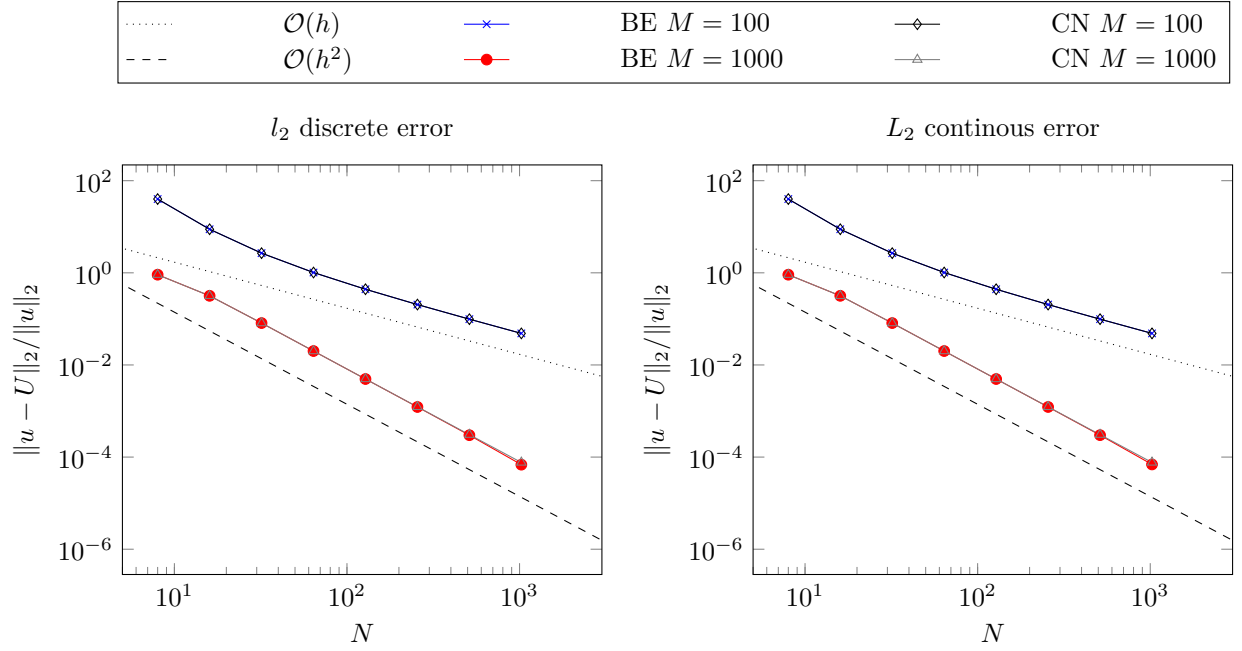 O(h) BE M = 100 CN M = 100
O(h²) BE M = 1000 CN M = 1000
l₂ discrete error
10² 10⁰ 10⁻² 10⁻⁴ 10⁻⁶
‖u − U‖₂/‖u‖₂
10¹ 10² 10³
N
L₂ continous error
10² 10⁰ 10⁻² 10⁻⁴ 10⁻⁶
‖u − U‖₂/‖u‖₂
10¹ 10² 10³
N